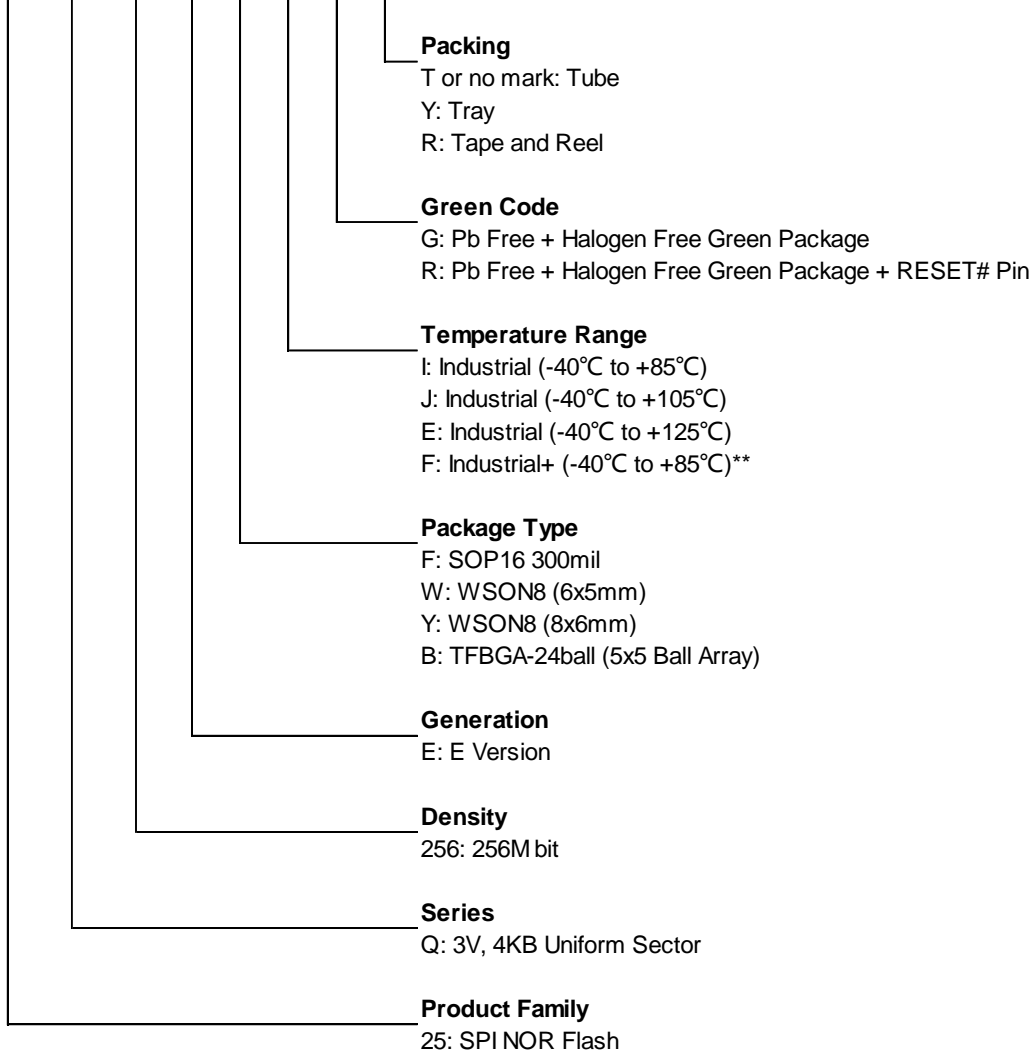 Packing
T or no mark: Tube
Y: Tray
R: Tape and Reel
Green Code
G: Pb Free + Halogen Free Green Package
R: Pb Free + Halogen Free Green Package + RESET# Pin
Temperature Range
I: Industrial (-40℃ to +85℃)
J: Industrial (-40℃ to +105℃)
E: Industrial (-40℃ to +125℃)
F: Industrial+ (-40℃ to +85℃)**
Package Type
F: SOP16 300mil
W: WSON8 (6x5mm)
Y: WSON8 (8x6mm)
B: TFBGA-24ball (5x5 Ball Array)
Generation
E: E Version
Density
256: 256M bit
Series
Q: 3V, 4KB Uniform Sector
Product Family
25: SPI NOR Flash